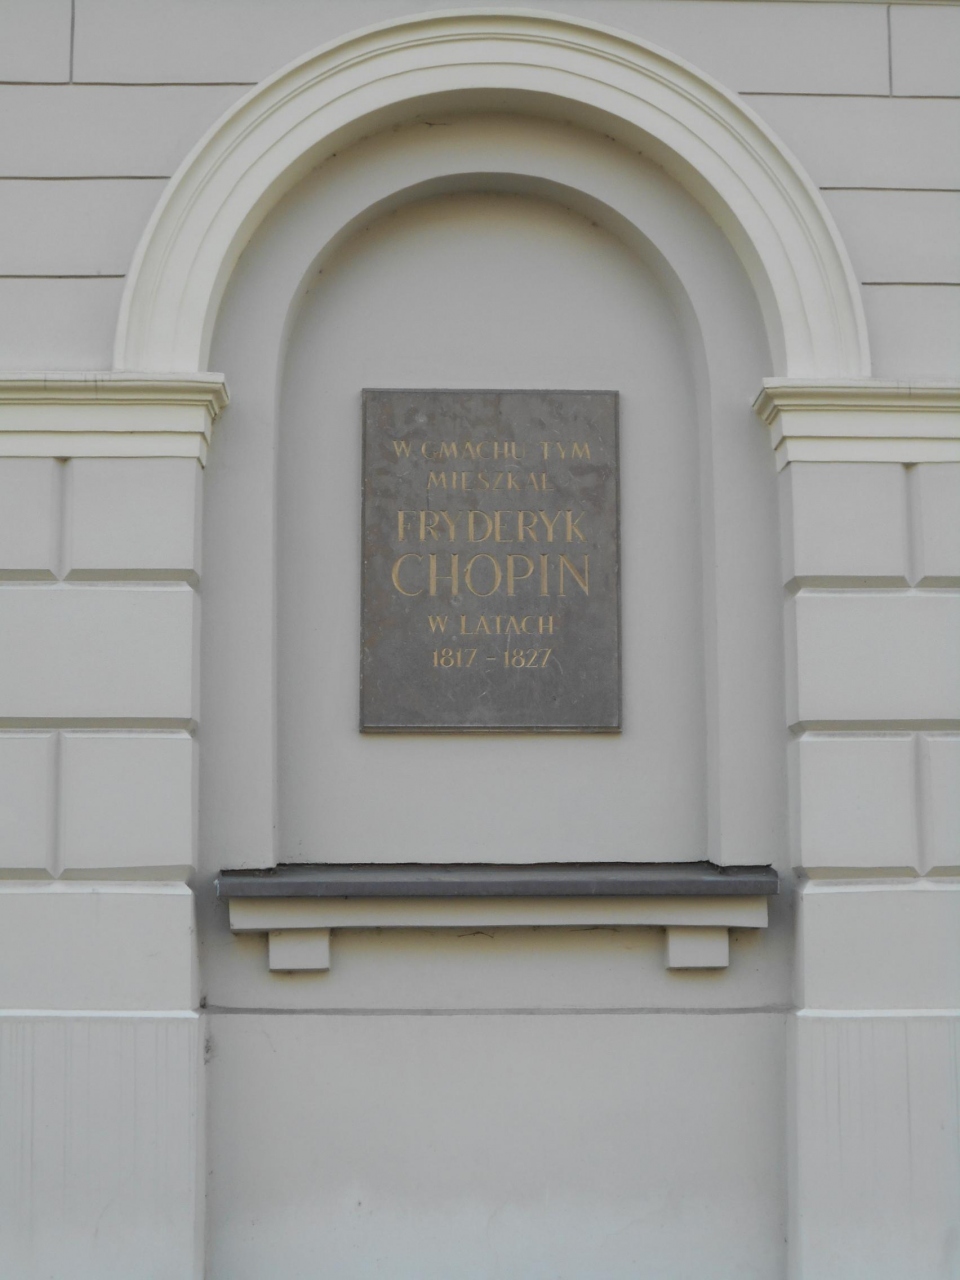 W GMACHU TYM
MIESZKAŁ
FRYDERYK
CHOPIN
W LATACH
1817 - 1827